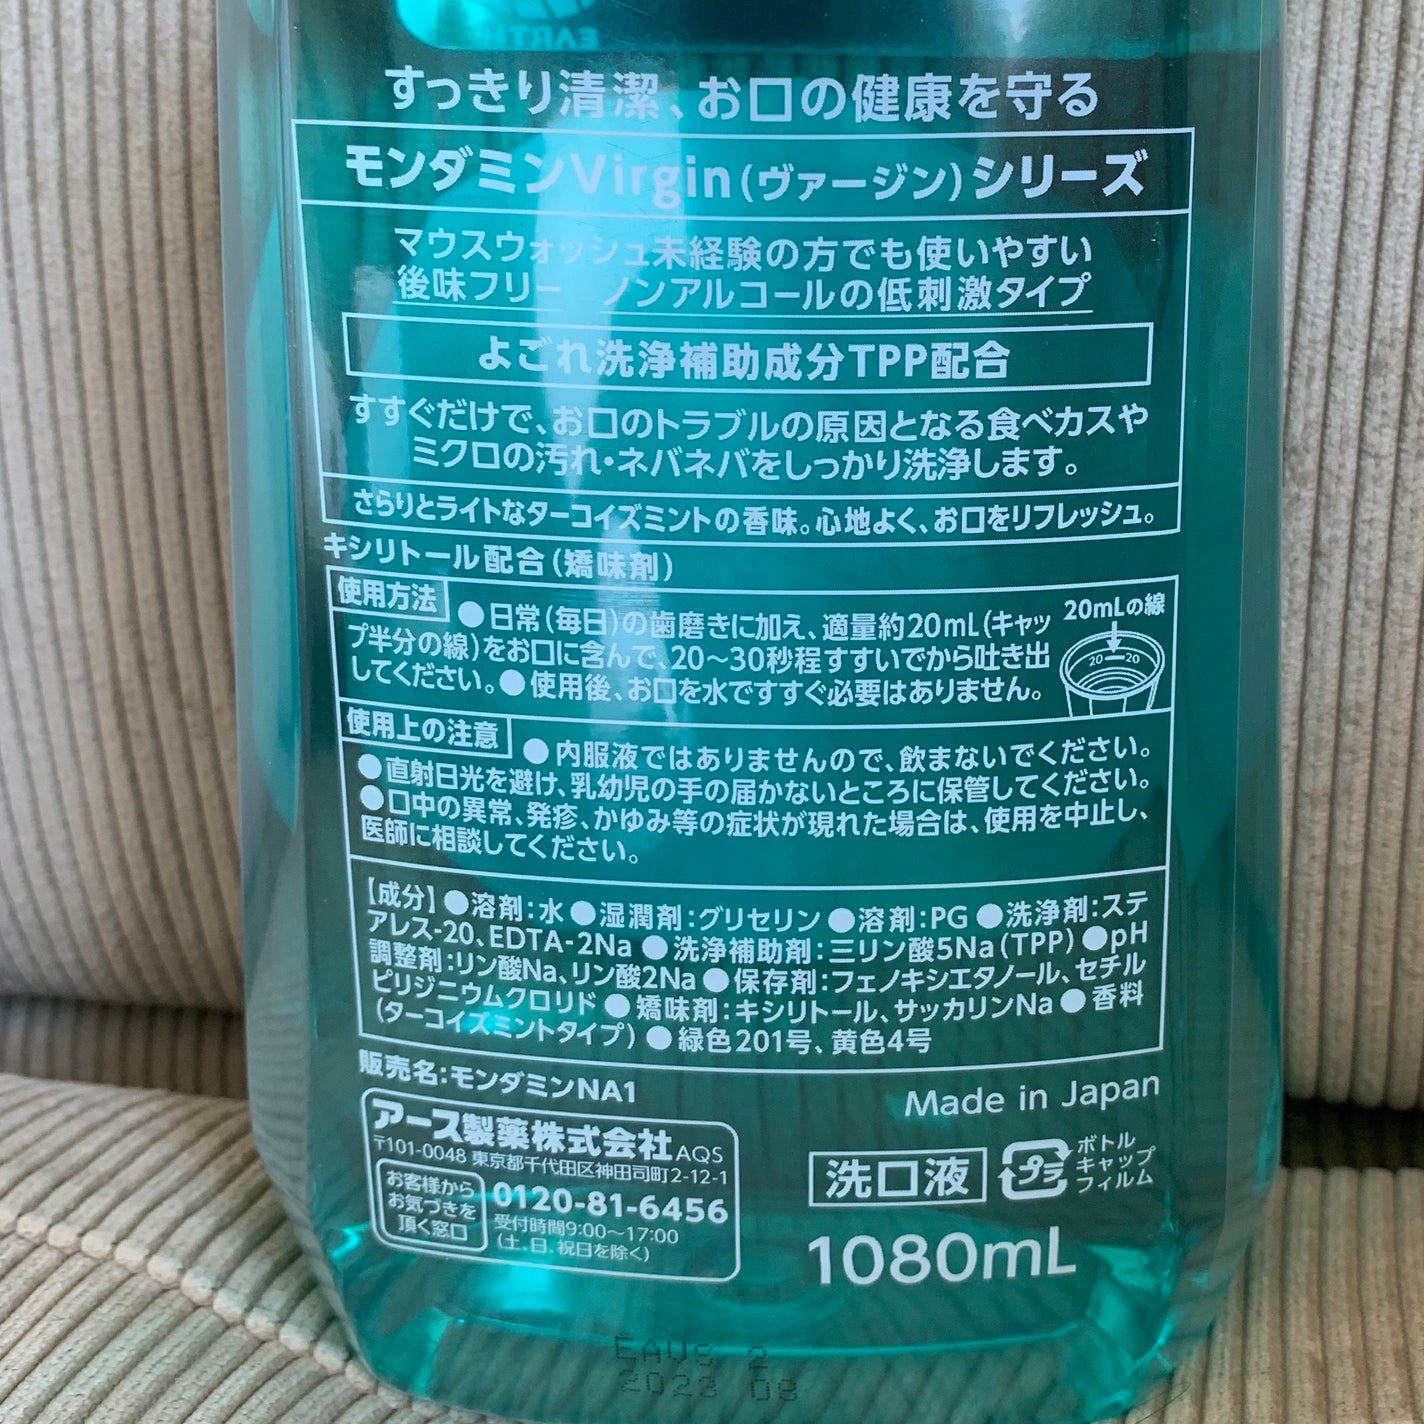 EARTH
すっきり清潔、お口の健康を守る
モンダミンVirgin(ヴァージン)シリーズ
マウスウォッシュ未経験の方でも使いやすい
後味フリー ノンアルコールの低刺激タイプ
よごれ洗浄補助成分TPP配合
すすぐだけで、お口のトラブルの原因となる食べカスや
ミクロの汚れ・ネバネバをしっかり洗浄します。
さらりとライトなターコイズミントの香味。心地よく、お口をリフレッシュ。
キシリトール配合(矯味剤)
使用方法
●日常(毎日)の歯磨きに加え、適量約20mL(キャッ
プ半分の線)をお口に含んで、20〜30秒程すすいでから吐き出
してください。●使用後、お口を水ですすぐ必要はありません。
20mLの線
20 20
使用上の注意
●内服液ではありませんので、飲まないでください。
●直射日光を避け、乳幼児の手の届かないところに保管してください。
●口中の異常、発疹、かゆみ等の症状が現れた場合は、使用を中止し、
医師に相談してください。
【成分】●溶剤:水●湿潤剤:グリセリン●溶剤:PG●洗浄剤:ステ
アレス-20、EDTA-2Na●洗浄補助剤:三リン酸5Na(TPP)●pH
調整剤:リン酸Na、リン酸2Na●保存剤:フェノキシエタノール、セチル
ピリジニウムクロリド●矯味剤:キシリトール、サッカリンNa●香料
(ターコイズミントタイプ)●緑色201号、黄色4号
販売名:モンダミンNA1
Made in Japan
アース製薬株式会社AQS
〒101-0048 東京都千代田区神田司町2-12-1
お客様から
お気づきを
頂く窓口
0120-81-6456
受付時間9:00〜17:00
(土、日、祝日を除く)
洗口液
プラ
ボトル
キャップ
フィルム
1080mL
2023 08